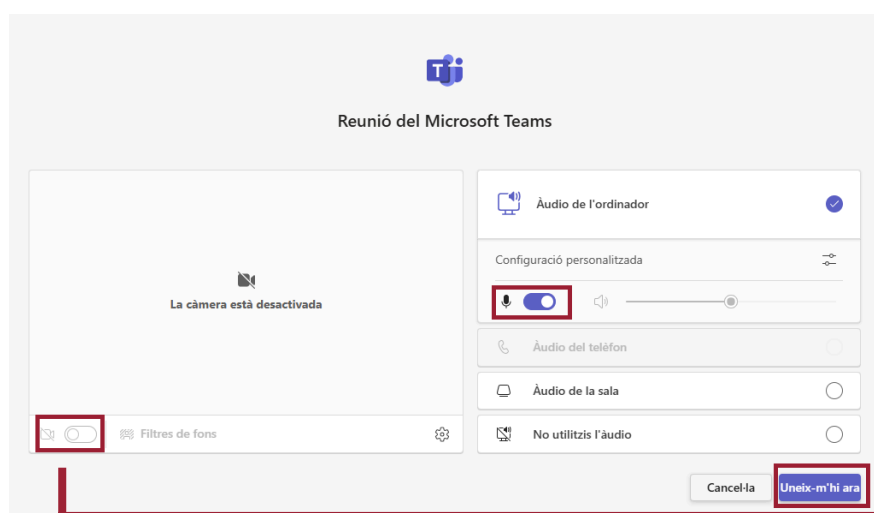 Reunió del Microsoft Teams
La càmera està desactivada
Filtres de fons
Àudio de l'ordinador
Configuració personalitzada
Àudio del telèfon
Àudio de la sala
No utilitzis l'àudio
Cancel·la
Uneix-m'hi ara